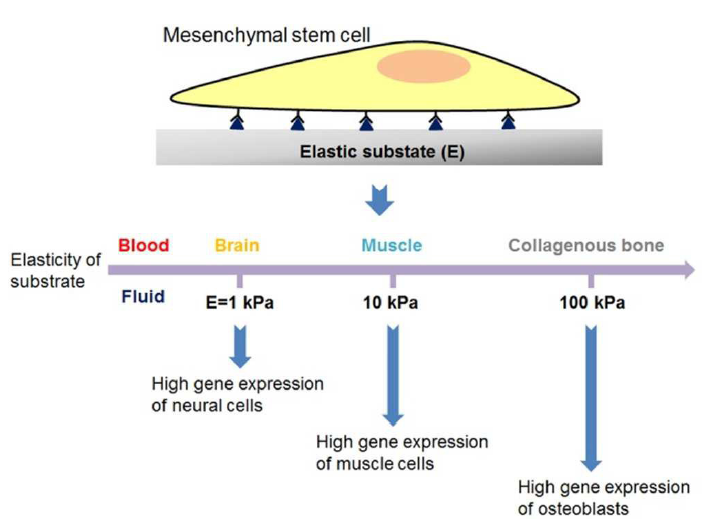 Mesenchymal stem cell
Elastic substate (E)
Blood Brain Muscle Collagenous bone
Elasticity of
substrate
Fluid E=1 kPa 10 kPa 100 kPa
High gene expression
of neural cells
High gene expression
of muscle cells
High gene expression
of osteoblasts